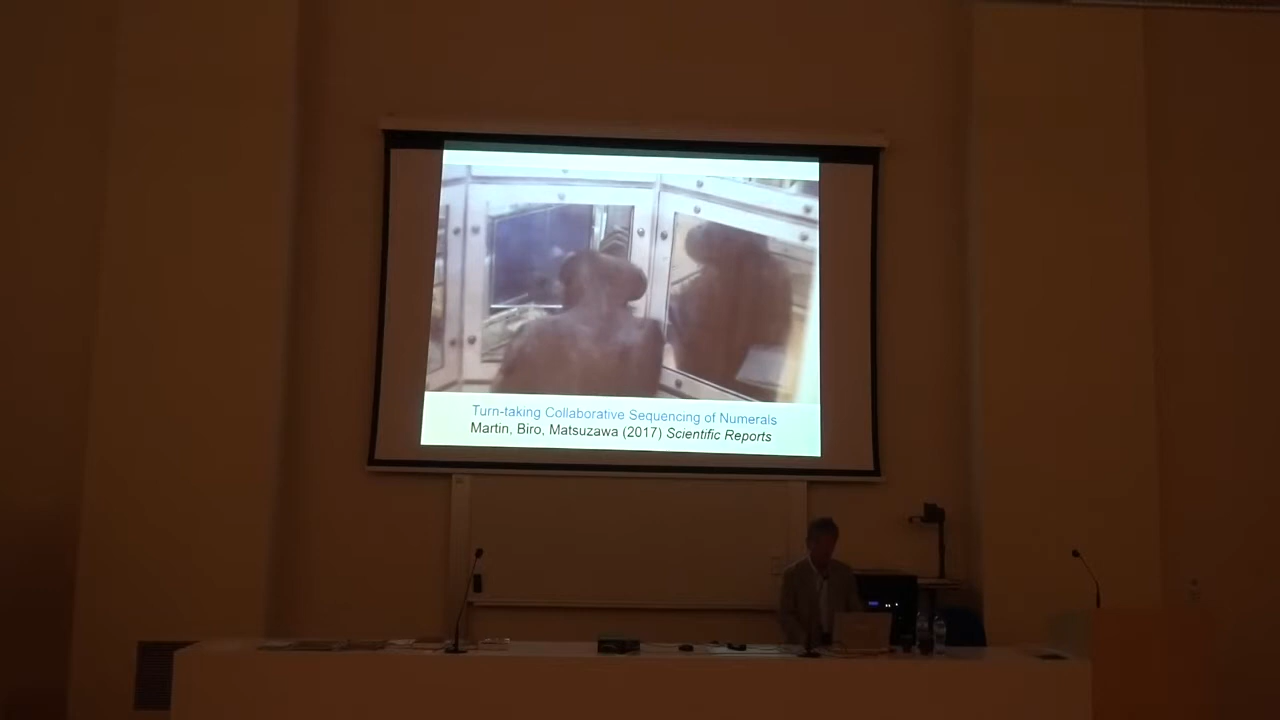 Turn-taking Collaborative Sequencing of Numerals
Martin, Biro, Matsuzawa (2017) Scientific Reports